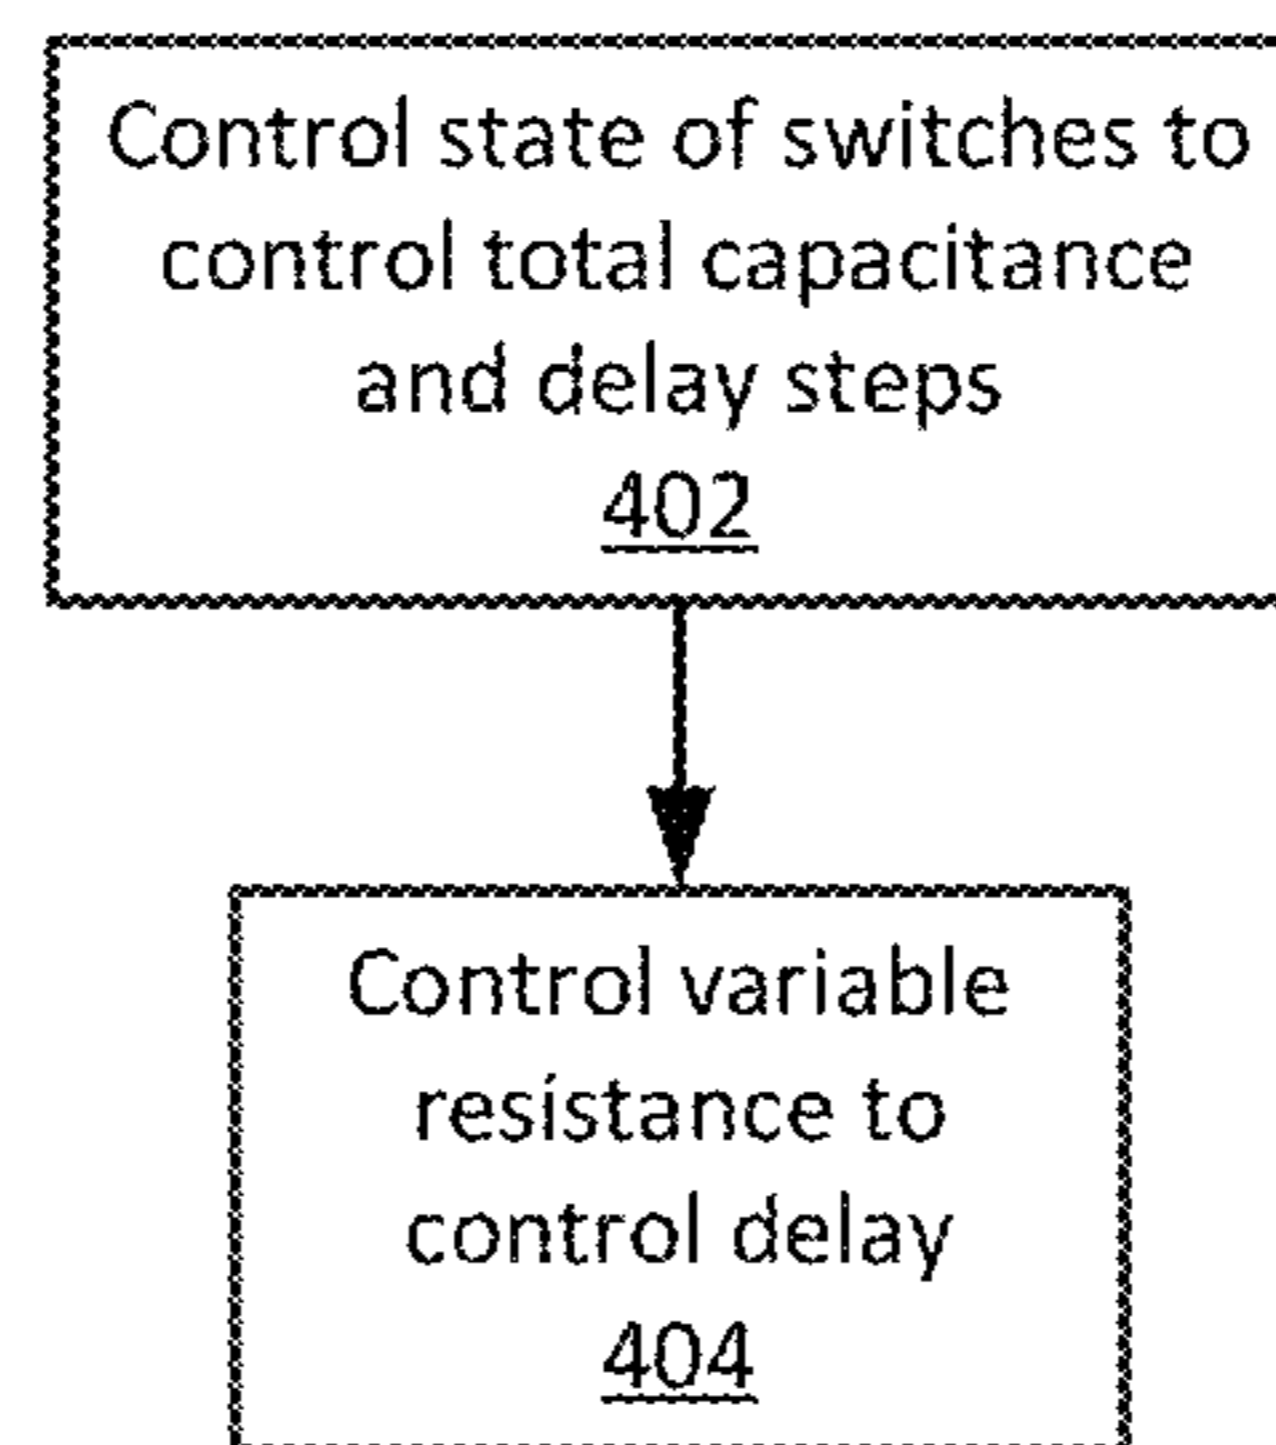 Control state of switches to
control total capacitance
and delay steps
402
Control variable
resistance to
control delay
404